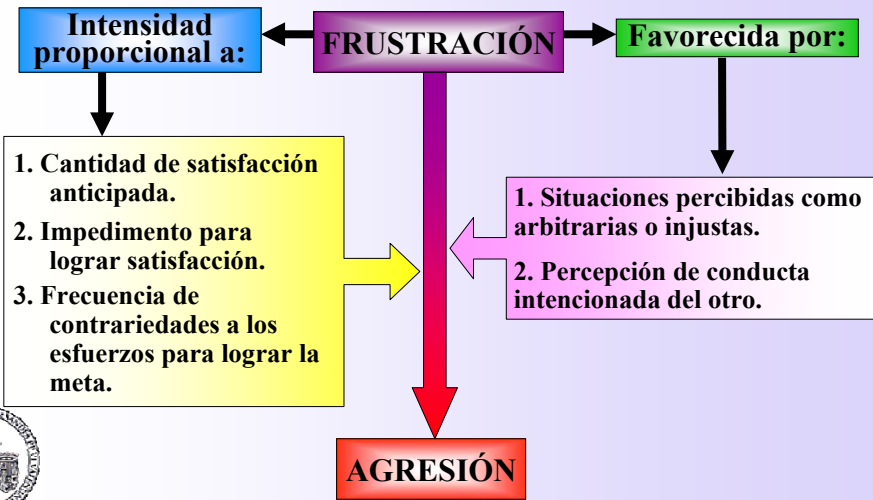 Intensidad
proporcional a:
FRUSTRACIÓN
Favorecida por:
1. Cantidad de satisfacción
anticipada.
2. Impedimento para
lograr satisfacción.
3. Frecuencia de
contrariedades a los
esfuerzos para lograr la
meta.
1. Situaciones percibidas como
arbitrarias o injustas.
2. Percepción de conducta
intencionada del otro.
AGRESIÓN